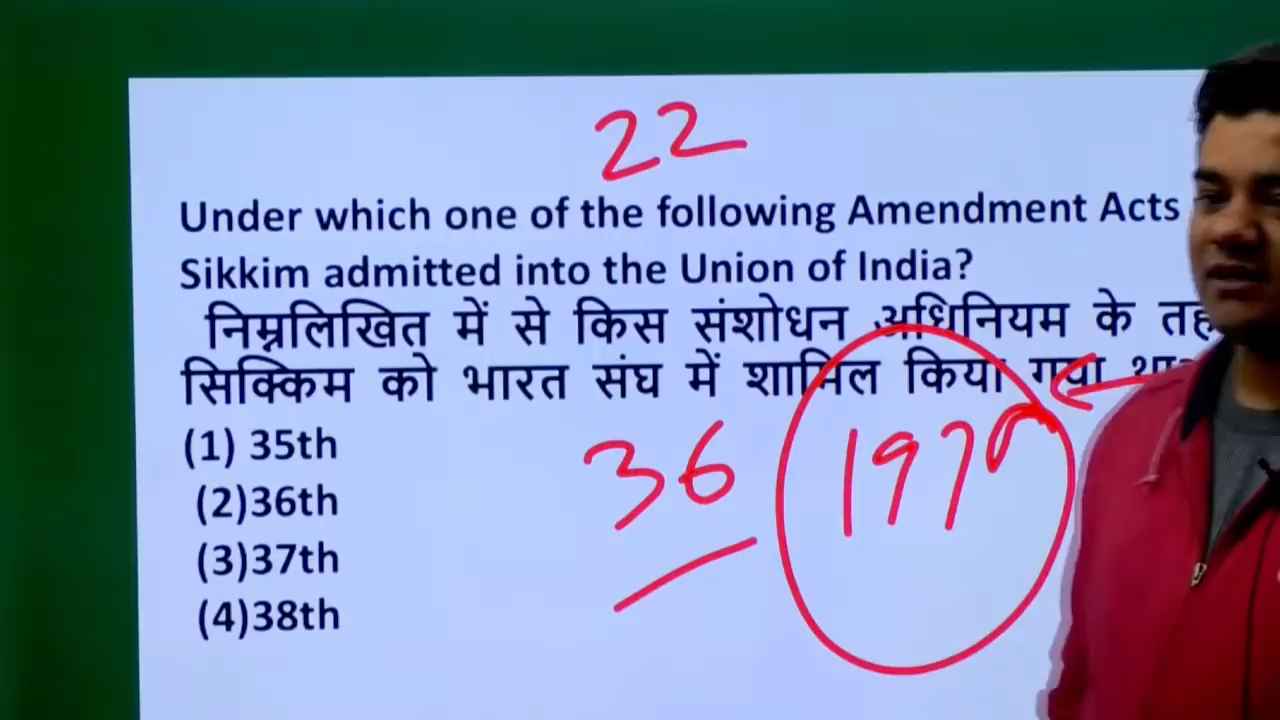 22
Under which one of the following Amendment Acts
Sikkim admitted into the Union of India?
निम्नलिखित में से किस संशोधन अधिनियम के
सिक्किम को भारत संघ में शामिल किया गया
(1) 35th
(2)36th
(3)37th
(4)38th
36